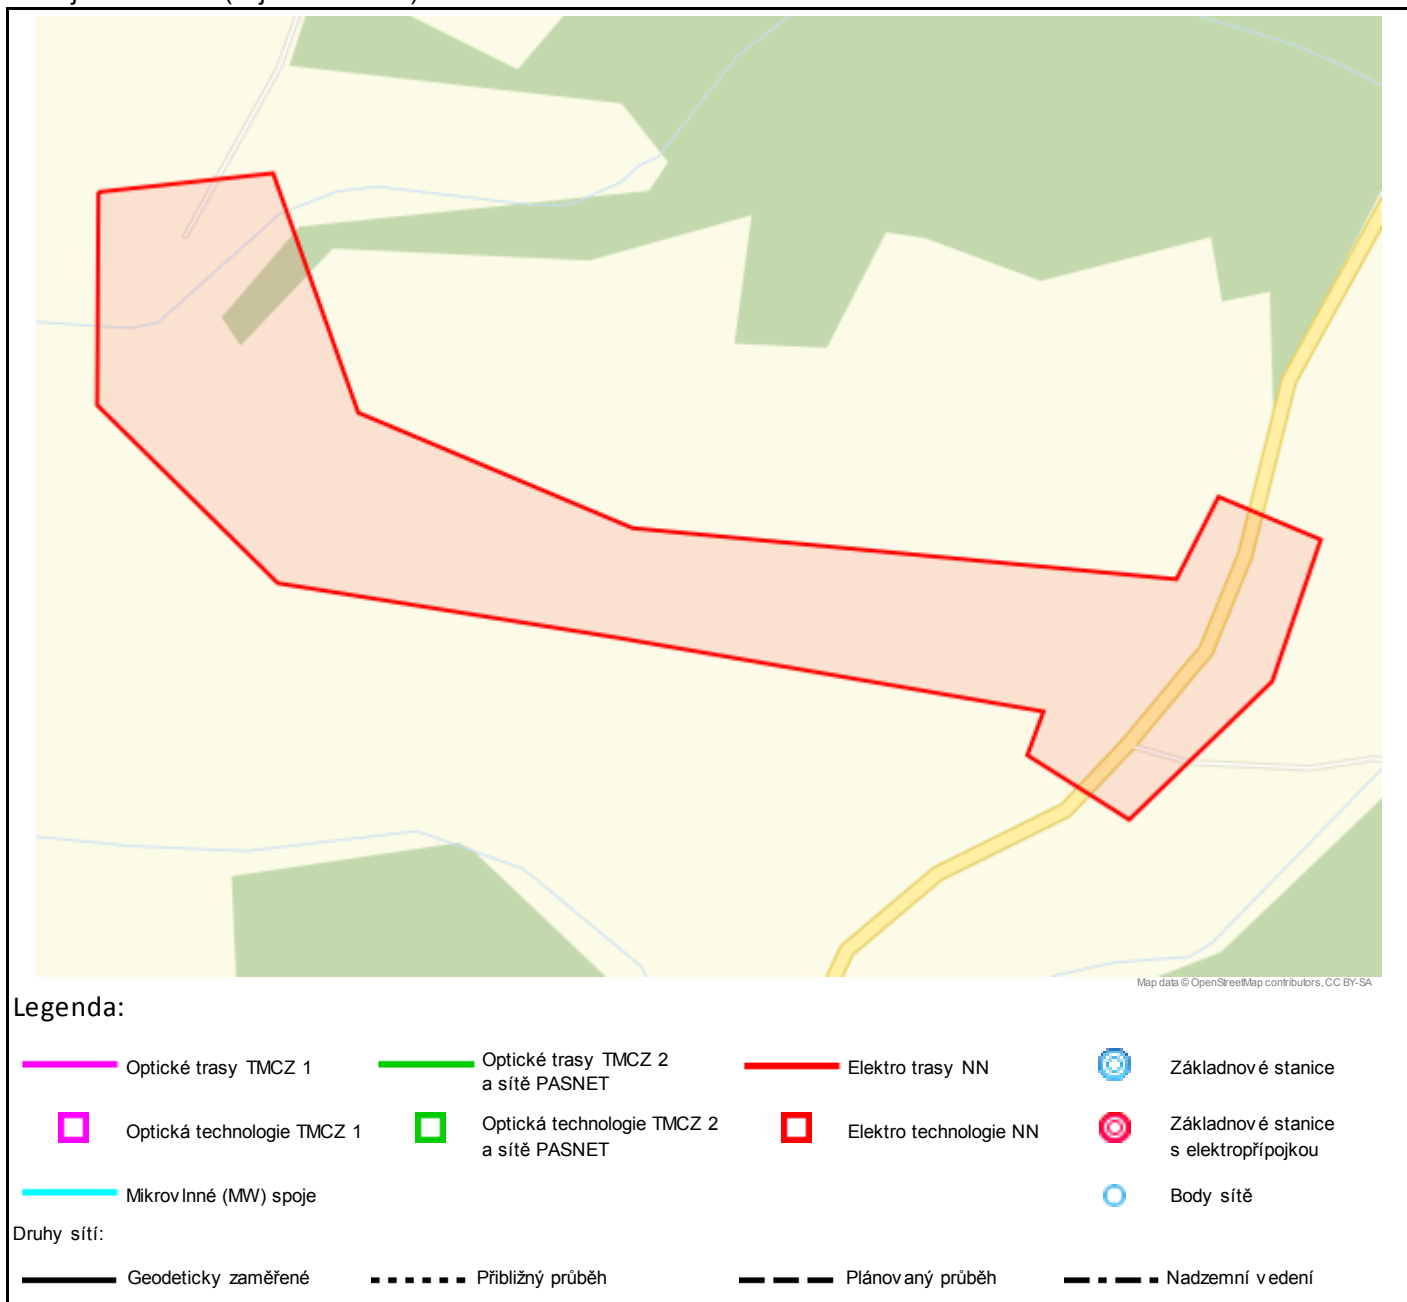 Map data © OpenStreetMap contributors, CC BY-SA
Legenda:
Optické trasy TMCZ 1
Optické trasy TMCZ 2
a sítě PASNET
Elektro trasy NN
Základnové stanice
Optická technologie TMCZ 1
Optická technologie TMCZ 2
a sítě PASNET
Elektro technologie NN
Základnové stanice
s elektropřípojkou
Mikrovlnné (MW) spoje
Body sítě
Druhy sítí:
Geodeticky zaměřené
Přibližný průběh
Plánovaný průběh
Nadzemní vedení